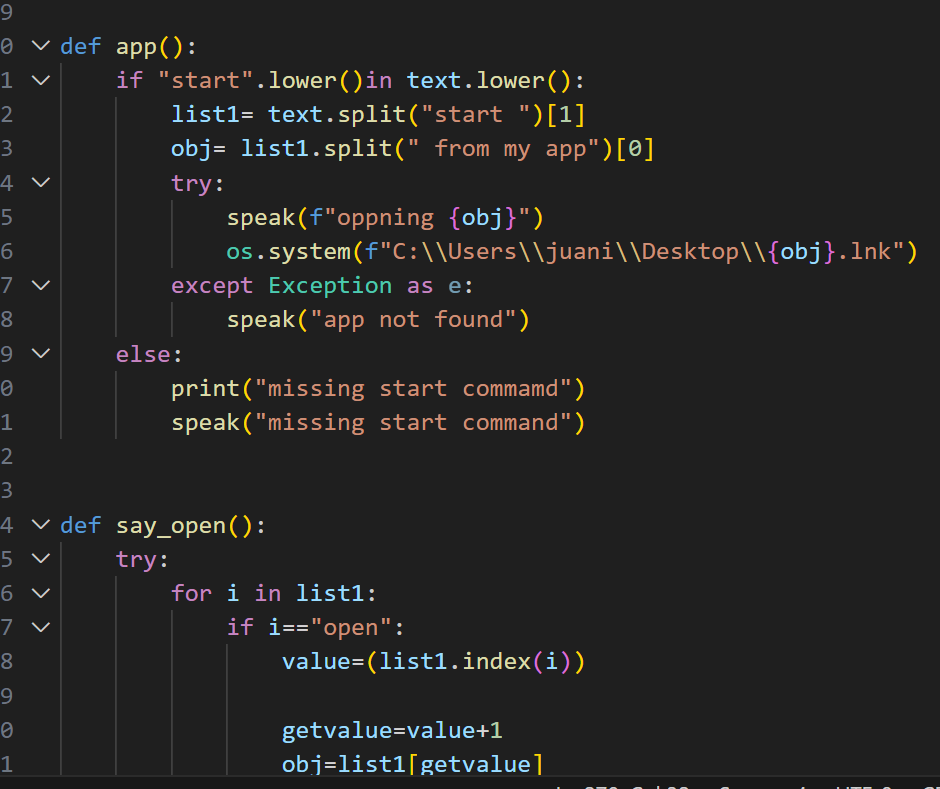 9
0 def app():
1 if "start".lower()in text.lower():
2 list1= text.split("start ")[1]
3 obj= list1.split(" from my app")[0]
4 try:
5 speak(f"oppning {obj}")
6 os.system(f"C:\\Users\\juani\\Desktop\\{obj}.lnk")
7 except Exception as e:
8 speak("app not found")
9 else:
0 print("missing start commamd")
1 speak("missing start command")
2
3
4 def say_open():
5 try:
6 for i in list1:
7 if i=="open":
8 value=(list1.index(i))
9
0 getvalue=value+1
1 obj=list1[getvalue]